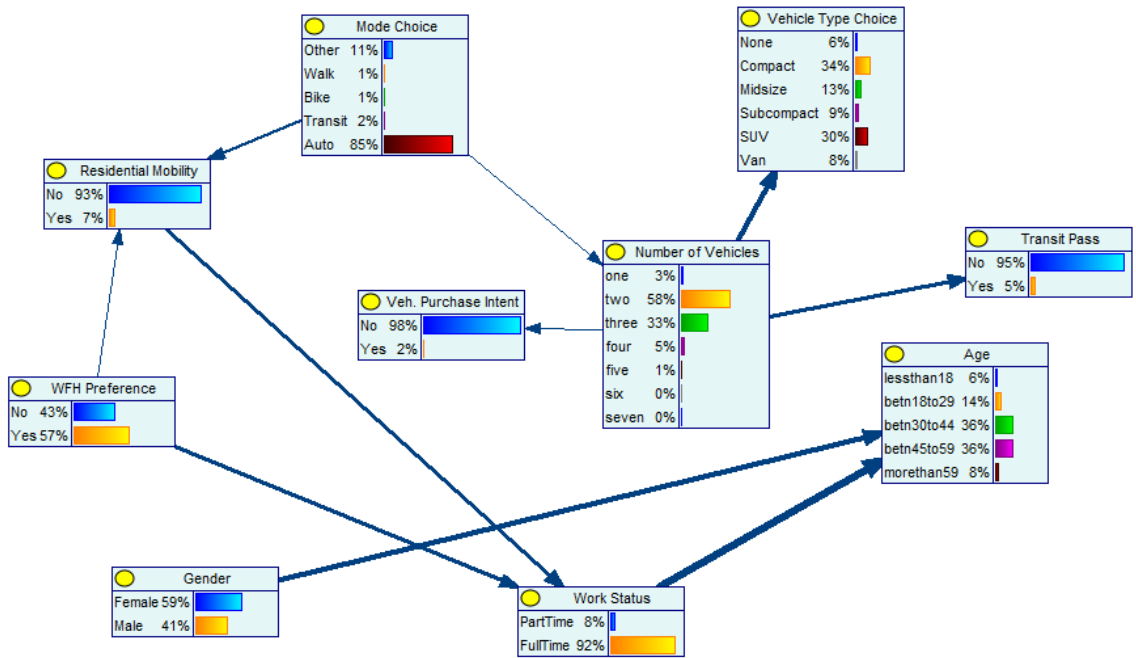 Mode Choice
Other 11%
Walk 1%
Bike 1%
Transit 2%
Auto 85%
Vehicle Type Choice
None 6%
Compact 34%
Midsize 13%
Subcompact 9%
SUV 30%
Van 8%
Residential Mobility
No 93%
Yes 7%
Number of Vehicles
one 3%
two 58%
three 33%
four 5%
five 1%
six 0%
seven 0%
Transit Pass
No 95%
Yes 5%
Veh. Purchase Intent
No 98%
Yes 2%
Age
lessthan18 6%
betn18to29 14%
betn30to44 36%
betn45to59 36%
morethan59 8%
WFH Preference
No 43%
Yes 57%
Gender
Female 59%
Male 41%
Work Status
PartTime 8%
FullTime 92%